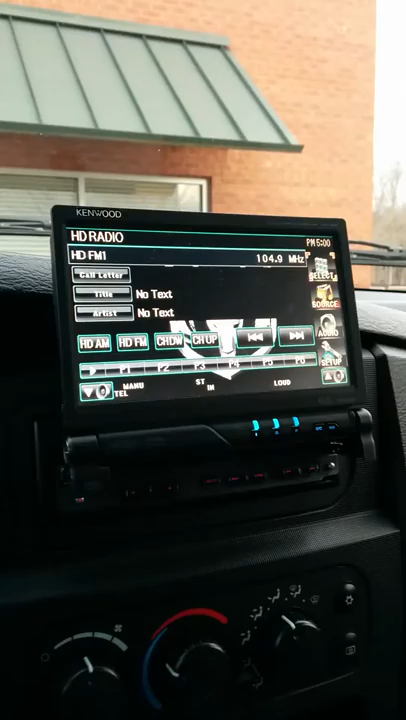 KENWOOD
HD RADIO
PM 5:00
HD FM1
104.9 MHz
Call Letter
SELECT
Title
No Text
SOURCE
Artist
No Text
AUDIO
HD AM
HD FM
CH DW
CH UP
SETUP
P1
P2
P3
P4
P5
P6
MANU
ST
LOUD
TEL
IN